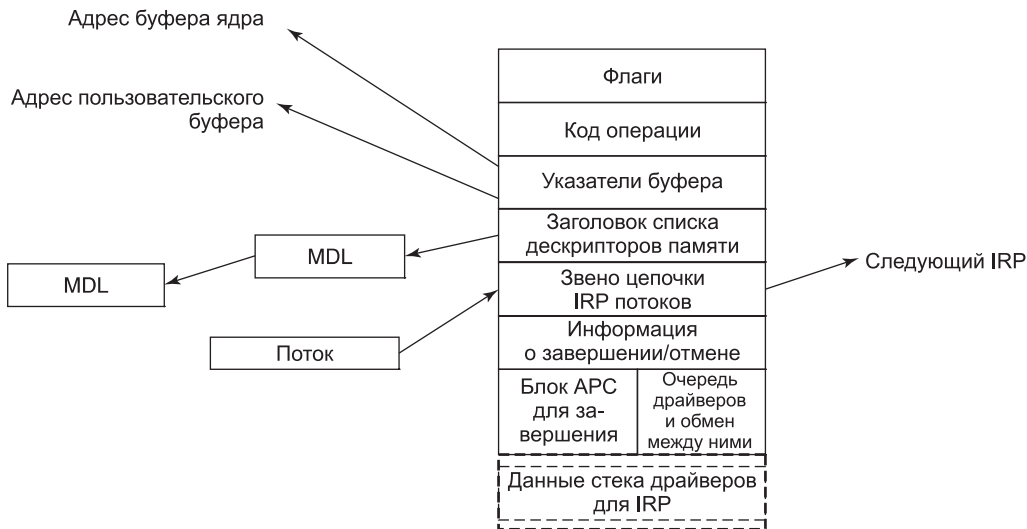 Адрес буфера ядра
Адрес пользовательского
буфера
Флаги
Код операции
Указатели буфера
Заголовок списка
дескрипторов памяти
MDL
MDL
Звено цепочки
IRP потоков
Следующий IRP
Поток
Информация
о завершении/отмене
Блок APC
для за-
вершения
Очередь
драйверов
и обмен
между ними
Данные стека драйверов
для IRP